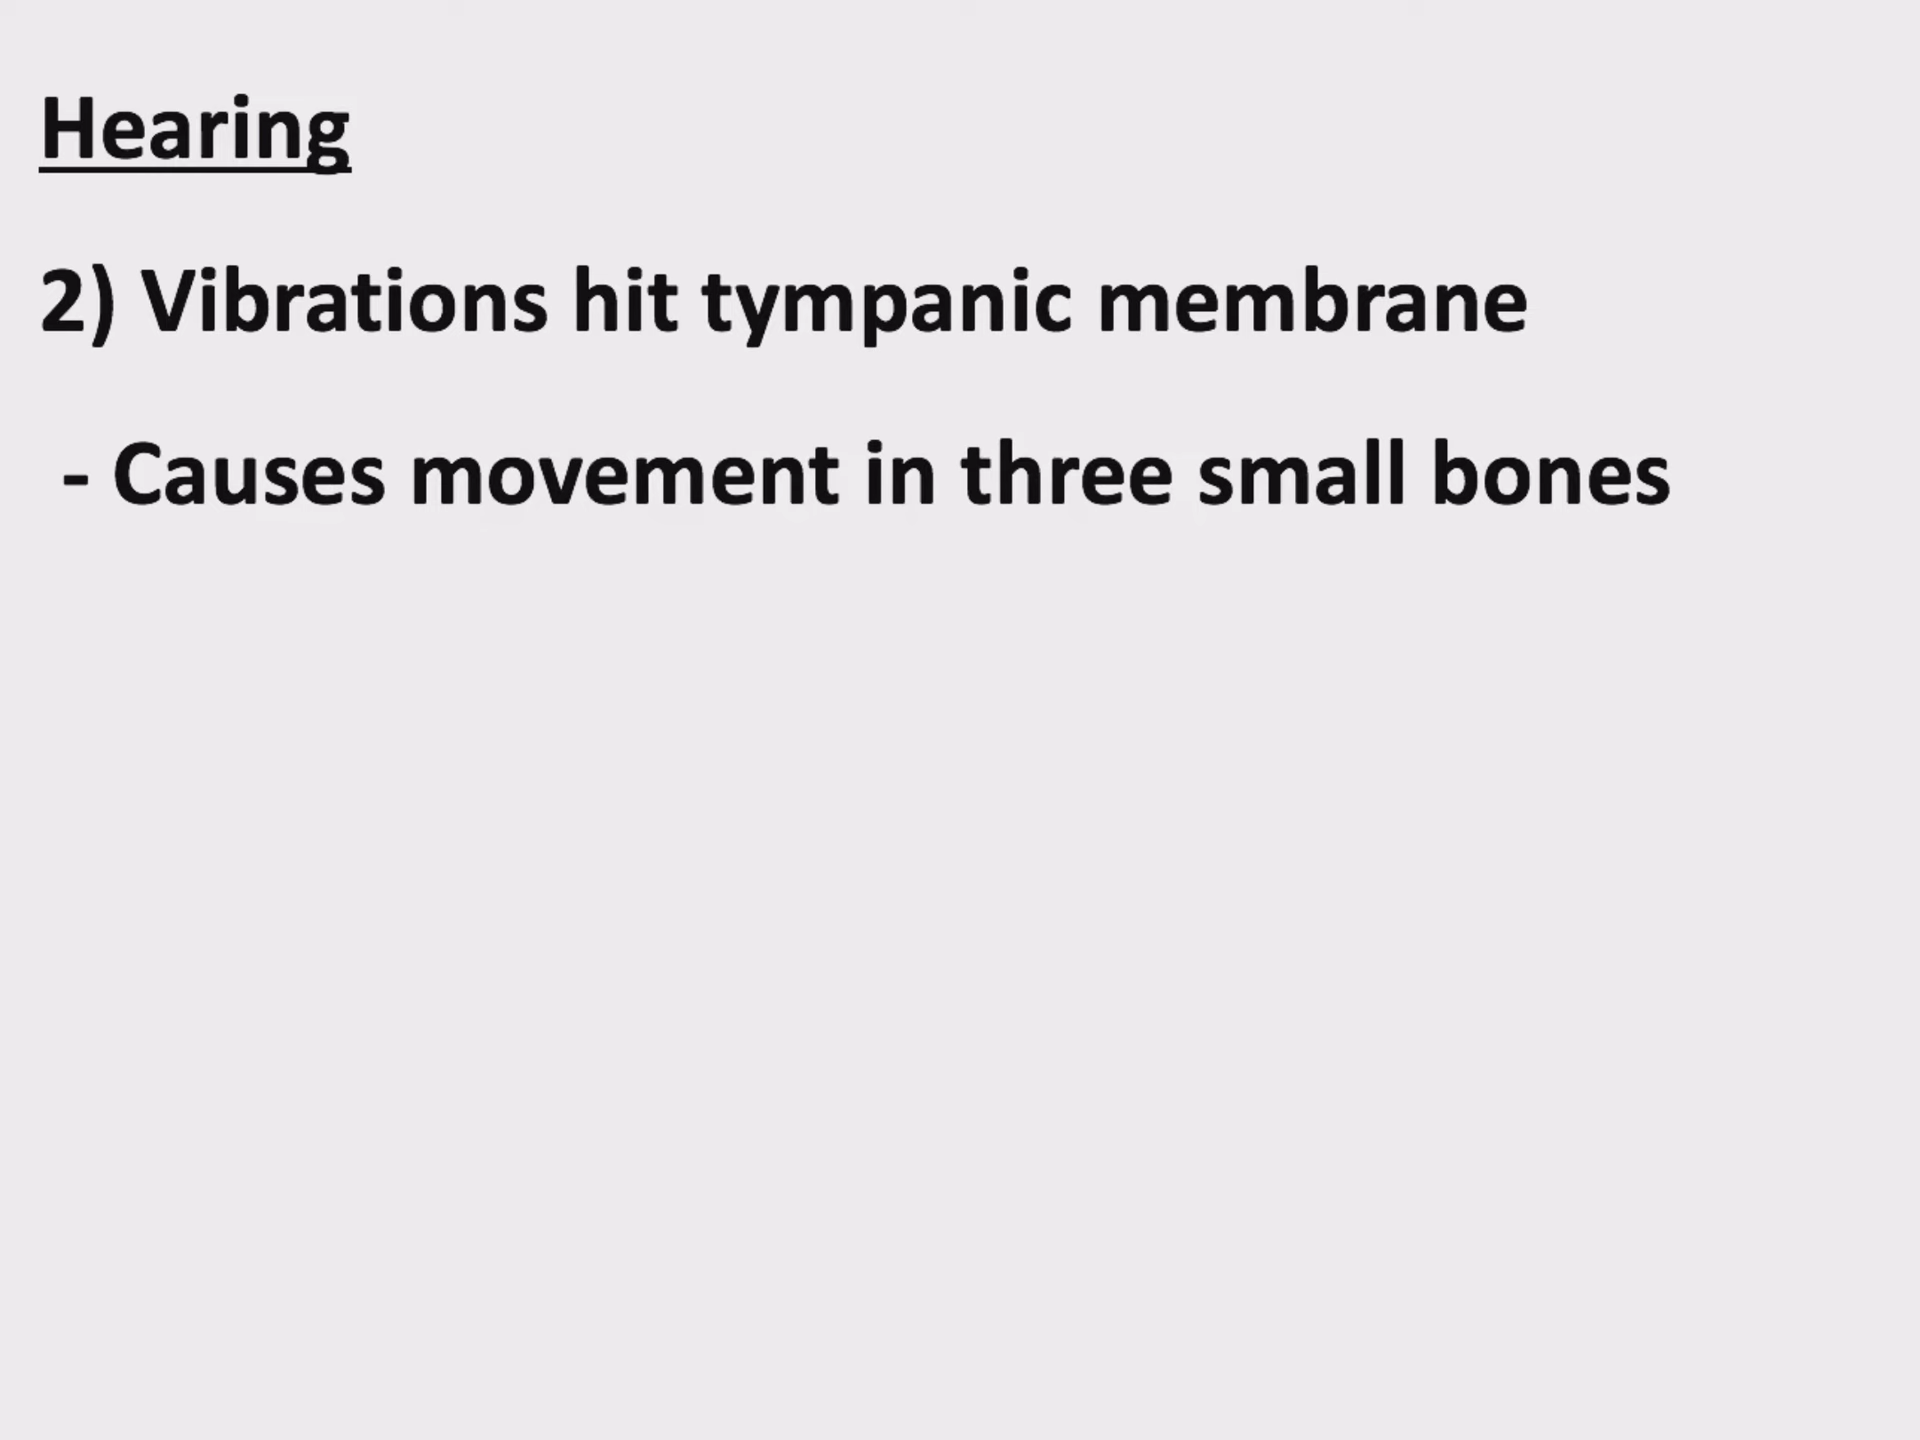 Hearing
2) Vibrations hit tympanic membrane
- Causes movement in three small bones